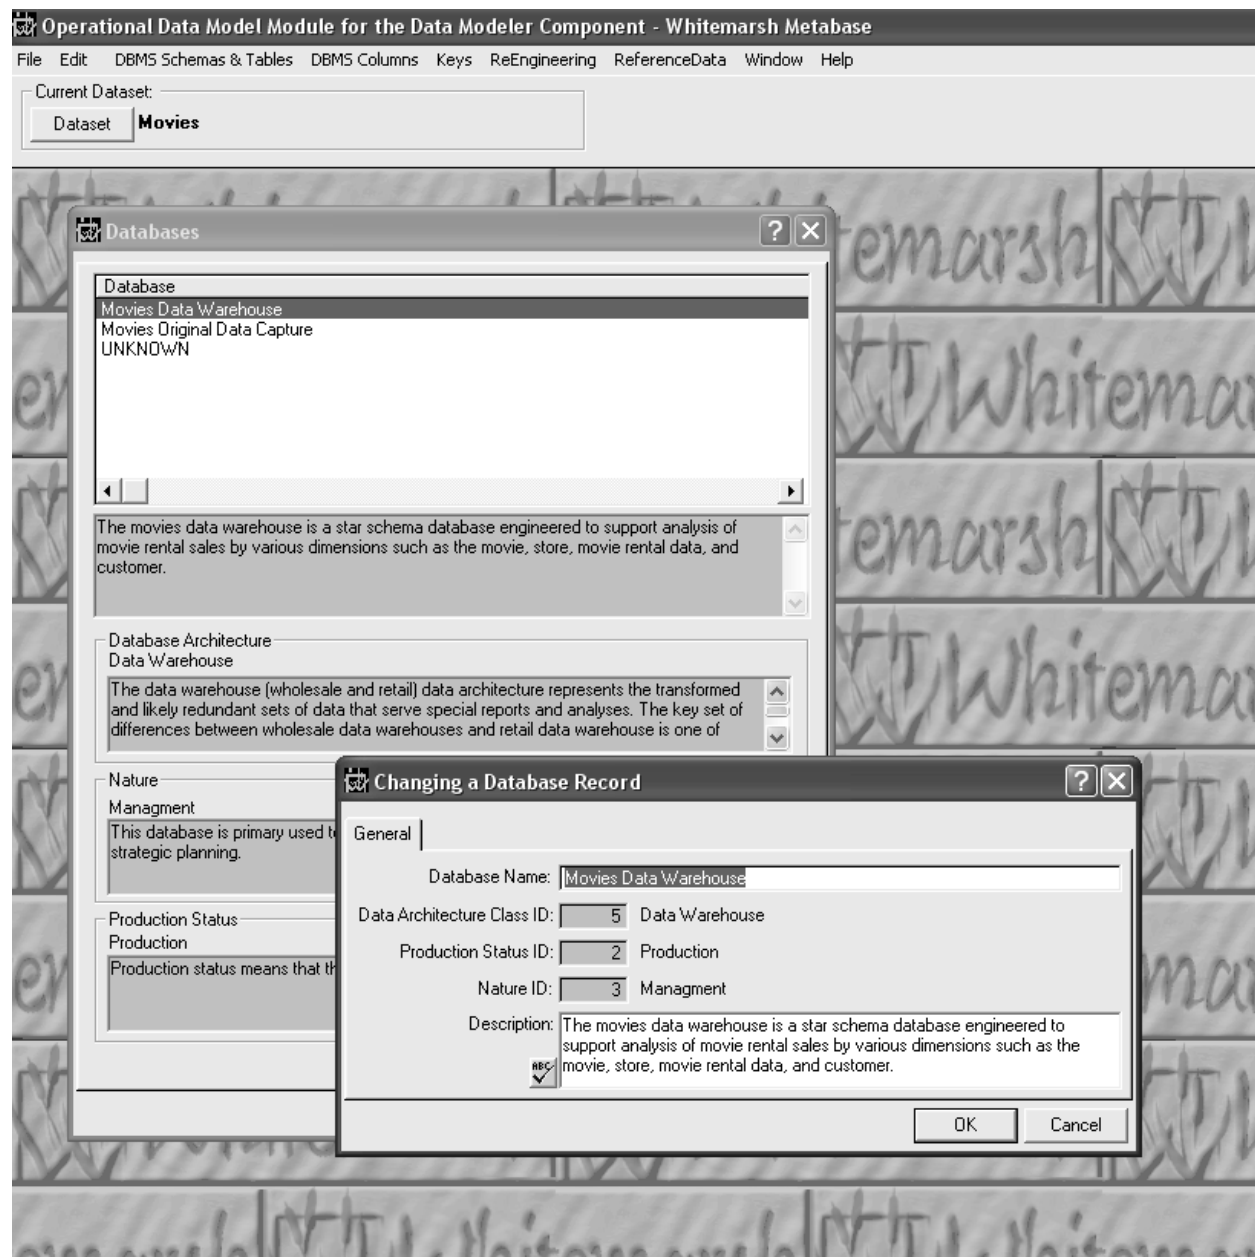 Operational Data Model Module for the Data Modeler Component - Whitemarsh Metabase
File Edit DBMS Schemas & Tables DBMS Columns Keys ReEngineering ReferenceData Window Help
Current Dataset:
Dataset Movies
Databases
Database
Movies Data Warehouse
Movies Original Data Capture
UNKNOWN
The movies data warehouse is a star schema database engineered to support analysis of
movie rental sales by various dimensions such as the movie, store, movie rental data, and
customer.
Database Architecture
Data Warehouse
The data warehouse (wholesale and retail) data architecture represents the transformed
and likely redundant sets of data that serve special reports and analyses. The key set of
differences between wholesale data warehouses and retail data warehouse is one of
Nature
Managment
This database is primary used t
strategic planning.
Production Status
Production
Production status means that th
Changing a Database Record
General
Database Name: Movies Data Warehouse
Data Architecture Class ID: 5 Data Warehouse
Production Status ID: 2 Production
Nature ID: 3 Managment
Description: The movies data warehouse is a star schema database engineered to
support analysis of movie rental sales by various dimensions such as the
movie, store, movie rental data, and customer.
ABC
OK Cancel
temarsh
Whitemar
temarsh
Whitemar